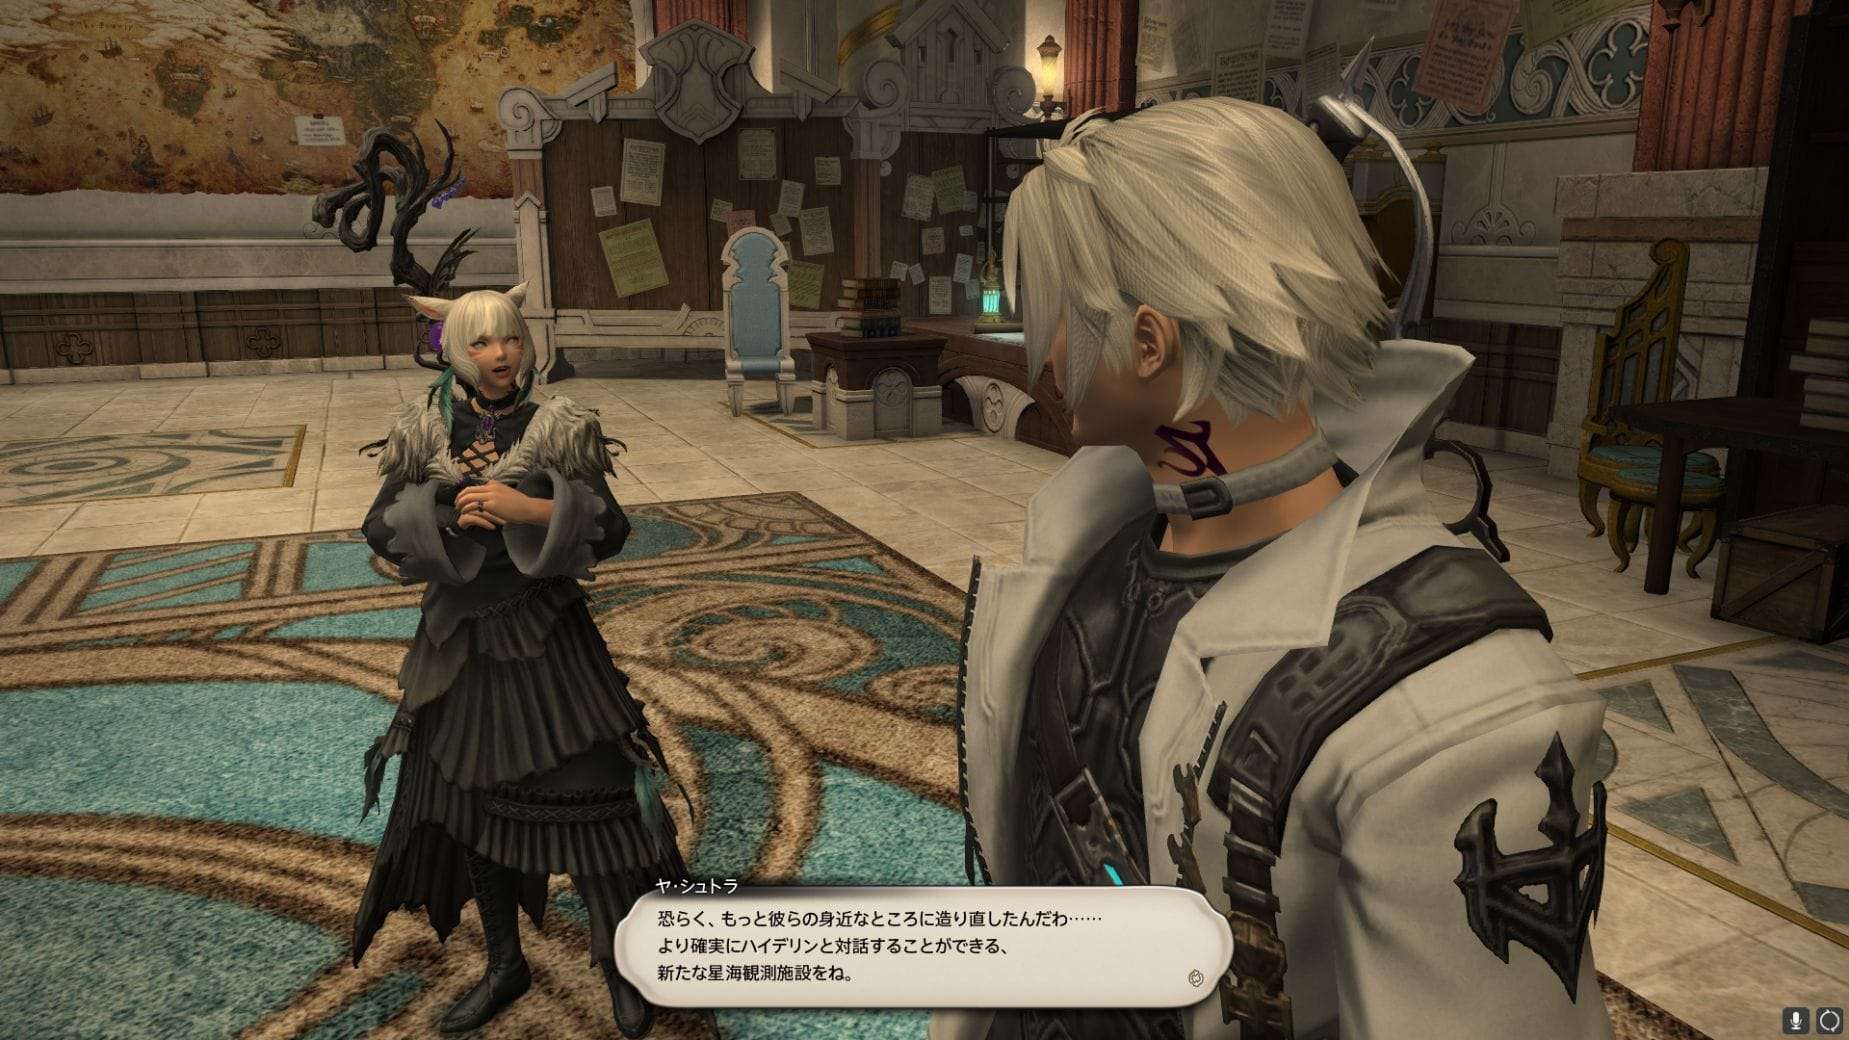 ヤ・シュトラ
恐らく、もっと彼らの身近なところに造り直したんだわ……
より確実にハイデリンと対話することができる、
新たな星海観測施設をね。